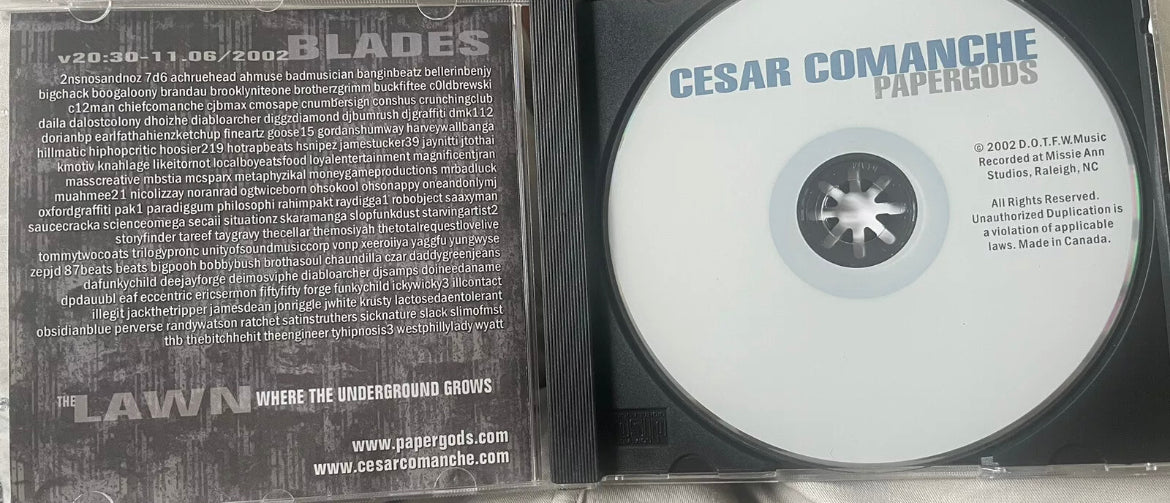 v20:30-11.06/2002 BLADES
2nsnosandnoz 7d6 achruehead ahmuse badmusician banginbeatz bellerinbenjy
bigchack boogaloony brandau brooklyniteone brotherzgrimm buckfiftee c0ldbrewski
c12man chiefcomanche cjbmax cmosape cnumbersign conshus crunchingclub
daila dalostcolony dhoizhe diabloarcher diggzdiamond djbumrush djgraffiti dmk112
dorianbp earlfathahienzketchup fineartz goose15 gordanshumway harveywallbanga
hillmatic hiphopcritic hoosier219 hotrapbeats hsnipez jamestucker39 jaynitti jtothai
kmotiv knahlage likeitornot localboyeatsfood loyalentertainment magnificentjran
masscreative mbstia mcsparx metaphyzikal moneygameproductions mrbadluck
muahmee21 nicolizzay noranrad ogtwiceborn ohsokool ohsonappy oneandonlymj
oxfordgraffiti pak1 paradiggum philosophi rahimpakt raydigga1 robobject saaxyman
saucecracka scienceomega secaii situationz skaramanga slopfunkdust starvingartist2
storyfinder tareef taygravy thecellar themosiyah thetotalrequestlovelive
tommytwocoats trilogypronc unityofsoundmusiccorp vonp xeeroiiya yaggfu yungwyse
zepjd 87beats beats bigpooh bobbybush brothasoul chaundilla czar daddygreenjeans
dafunkychild deejayforge deimosviphe diabloarcher djsamps doineedaname
dpdauubl eaf eccentric ericsermon fiftyfifty forge funkychild ickywicky3 illcontact
illegit jackthetripper jamesdean jonriggle jwhite krusty lactosedaentolerant
obsidianblue perverse randywatson ratchet satinstruthers sicknature slack slimofmst
thb thebitchhehit theengineer tyhipnosis3 westphillylady wyatt
THE LAWN WHERE THE UNDERGROUND GROWS
www.papergods.com
www.cesarcomanche.com
CESAR COMANCHE
PAPERGODS
© 2002 D.O.T.F.W.Music
Recorded at Missie Ann
Studios, Raleigh, NC
All Rights Reserved.
Unauthorized Duplication is
a violation of applicable
laws. Made in Canada.